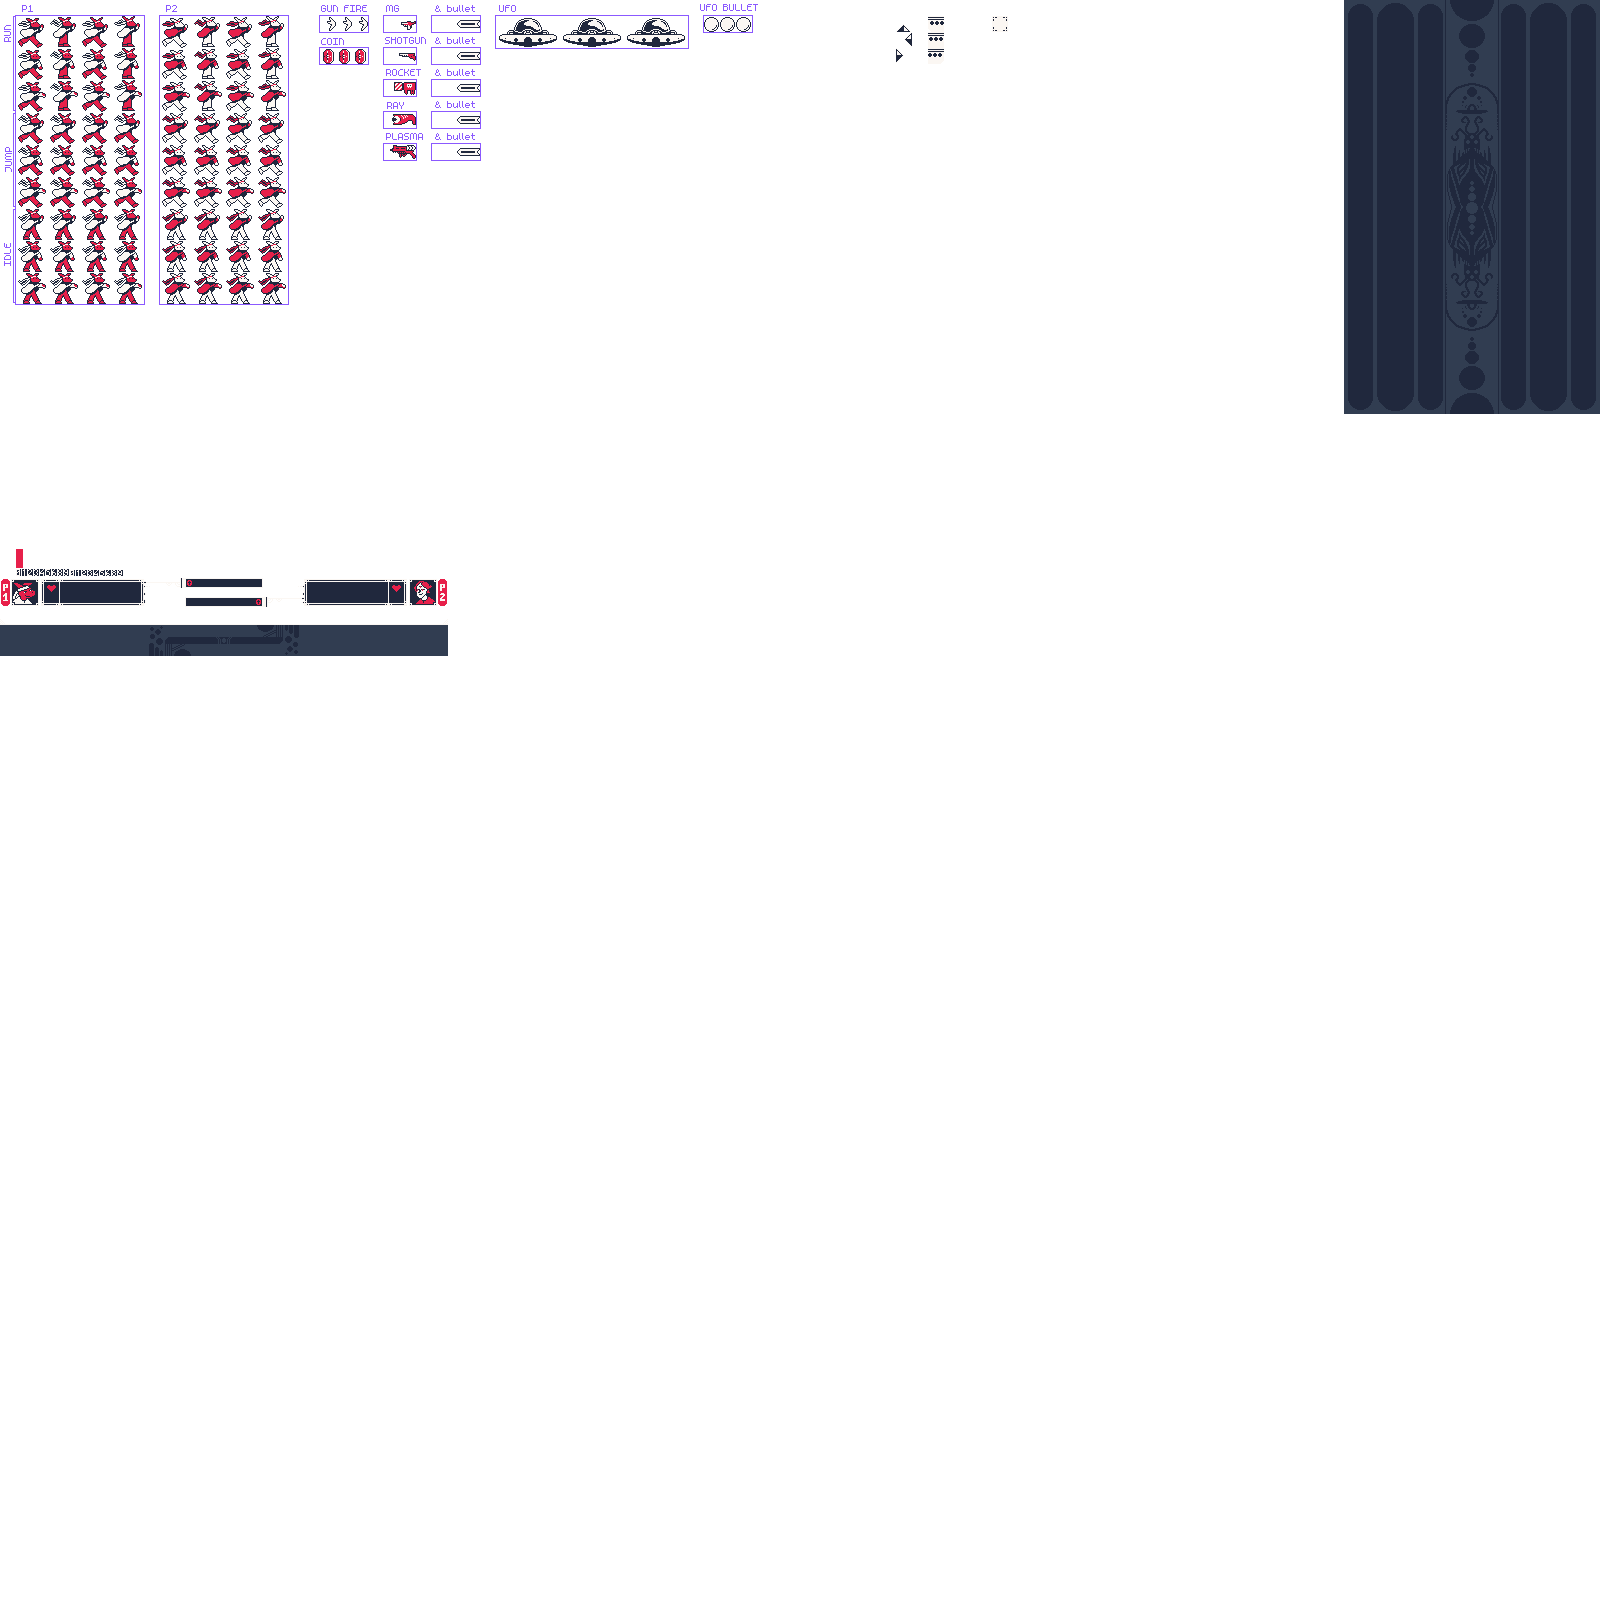 P1
P2
GUN FIRE
MG
& bullet
UFO
UFO BULLET
RUN
COIN
SHOTGUN
& bullet
ROCKET
& bullet
RAY
& bullet
JUMP
PLASMA
& bullet
IDLE
P1
P2